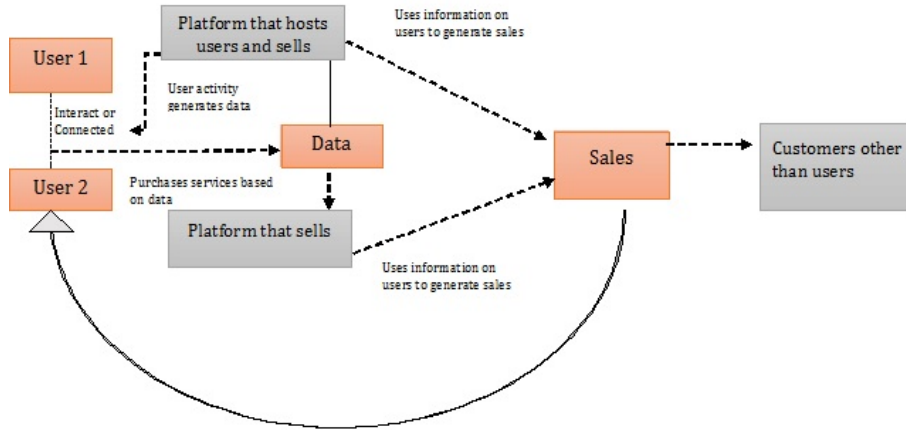 Platform that hosts
users and sells
Uses information on
users to generate sales
User 1
User activity
generates data
Interact or
Connected
Data
Sales
Customers other
than users
User 2
Purchases services based
on data
Platform that sells
Uses information on
users to generate sales